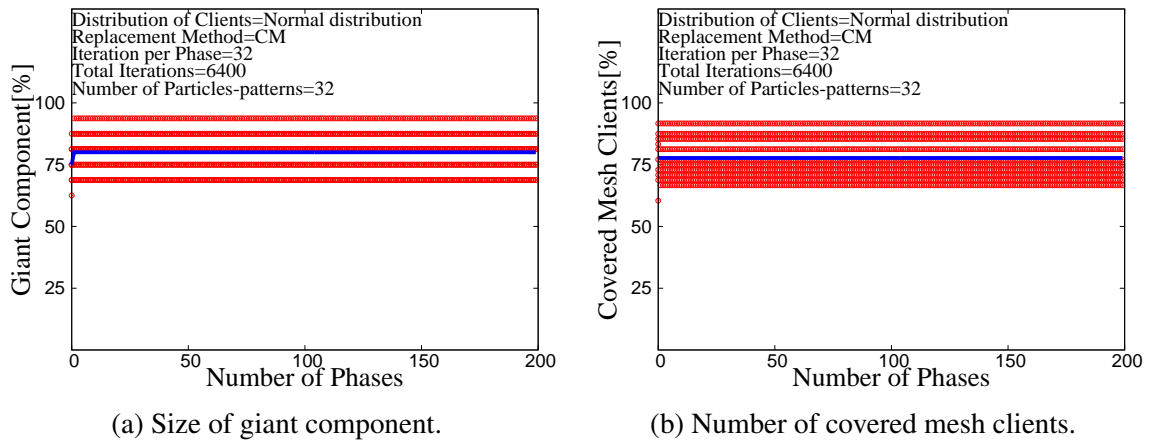 Distribution of Clients=Normal distribution
Replacement Method=CM
Iteration per Phase=32
Total Iterations=6400
Number of Particles-patterns=32
Giant Component[%]
100
75
50
25
0
50
100
150
200
Number of Phases
(a) Size of giant component.
Distribution of Clients=Normal distribution
Replacement Method=CM
Iteration per Phase=32
Total Iterations=6400
Number of Particles-patterns=32
Covered Mesh Clients[%]
100
75
50
25
0
50
100
150
200
Number of Phases
(b) Number of covered mesh clients.